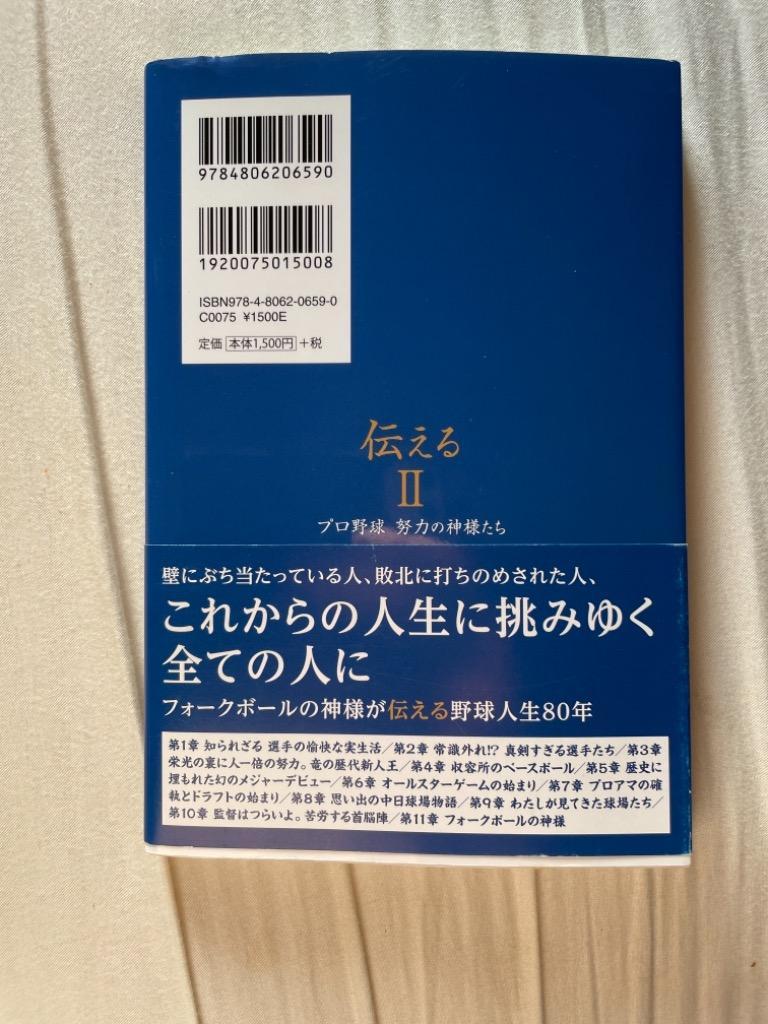 9784806206590
1920075015008
ISBN978-4-8062-0659-0
C0075 ¥1500E
定価 本体1,500円 +税
伝える
II
プロ野球 努力の神様たち
壁にぶち当たっている人、敗北に打ちのめされた人、
これからの人生に挑みゆく
全ての人に
フォークボールの神様が伝える野球人生80年
第1章 知られざる 選手の愉快な実生活／第2章 常識外れ!? 真剣すぎる選手たち／第3章
栄光の裏に人一倍の努力。竜の歴代新人王／第4章 収容所のベースボール／第5章 歴史に
埋もれた幻のメジャーデビュー／第6章 オールスターゲームの始まり／第7章 プロアマの確
執とドラフトの始まり／第8章 思い出の中日球場物語／第9章 わたしが見てきた球場たち／
第10章 監督はつらいよ。苦労する首脳陣／第11章 フォークボールの神様